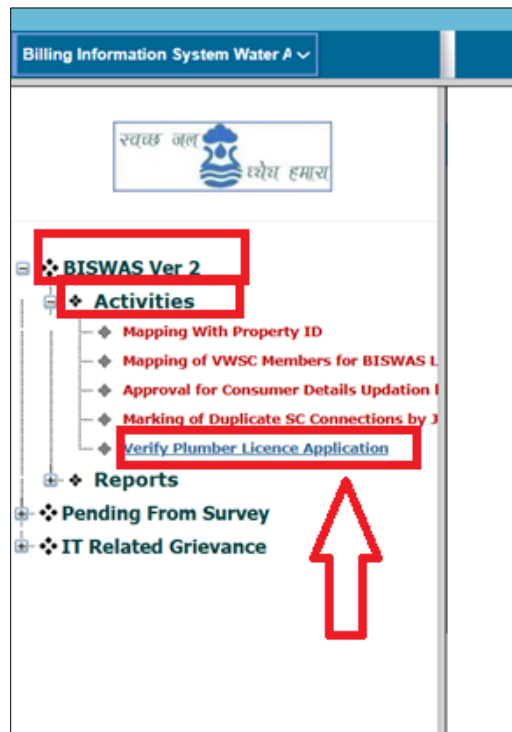 Billing Information System Water A
स्वच्छ जल
ध्येय हमारा
BISWAS Ver 2
Activities
Mapping With Property ID
Mapping of VWSC Members for BISWAS L
Approval for Consumer Details Updation
Marking of Duplicate SC Connections by J
Verify Plumber Licence Application
Reports
Pending From Survey
IT Related Grievance